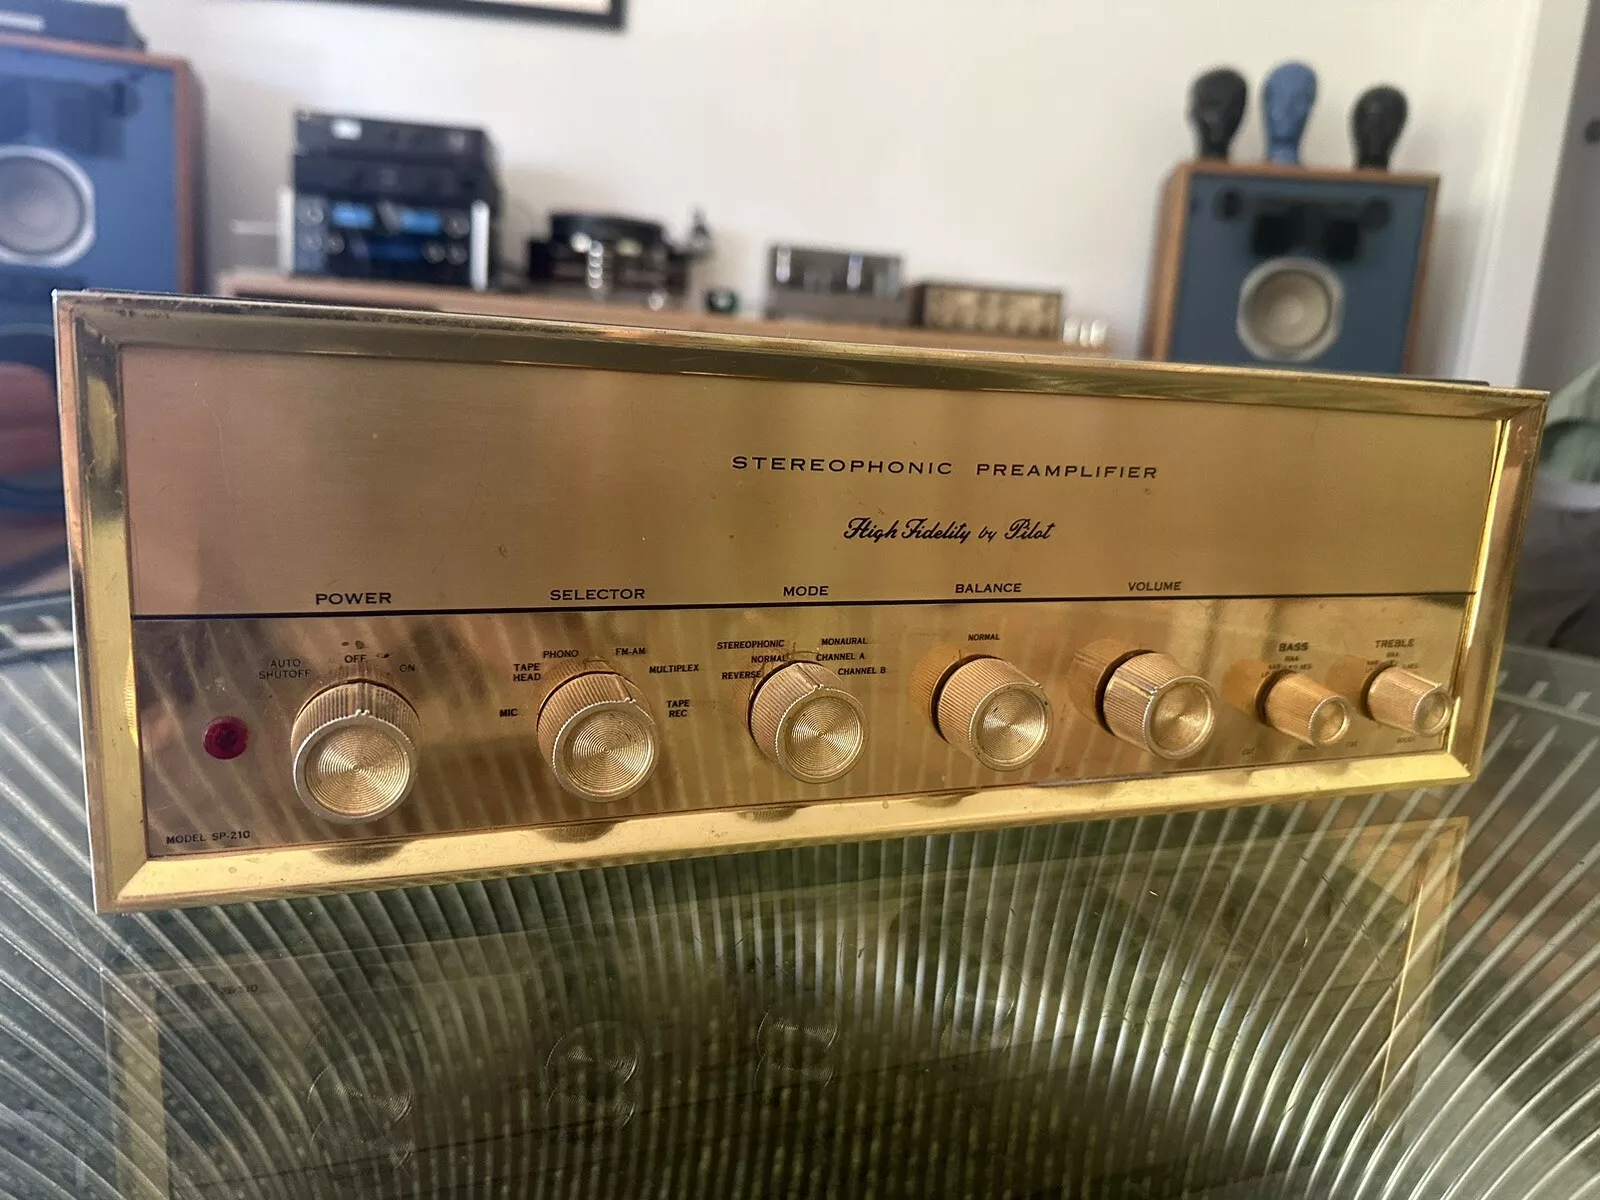 STEREOPHONIC PREAMPLIFIER
High Fidelity by Pilot
POWER
SELECTOR
MODE
BALANCE
VOLUME
AUTO
SHUTOFF
OFF
ON
MIC
TAPE
HEAD
PHONO
FM-AM
MULTIPLEX
TAPE
REC
STEREOPHONIC
NORMAL
REVERSE
MONAURAL
CHANNEL A
CHANNEL B
NORMAL
BASS
TREBLE
MODEL SP-210